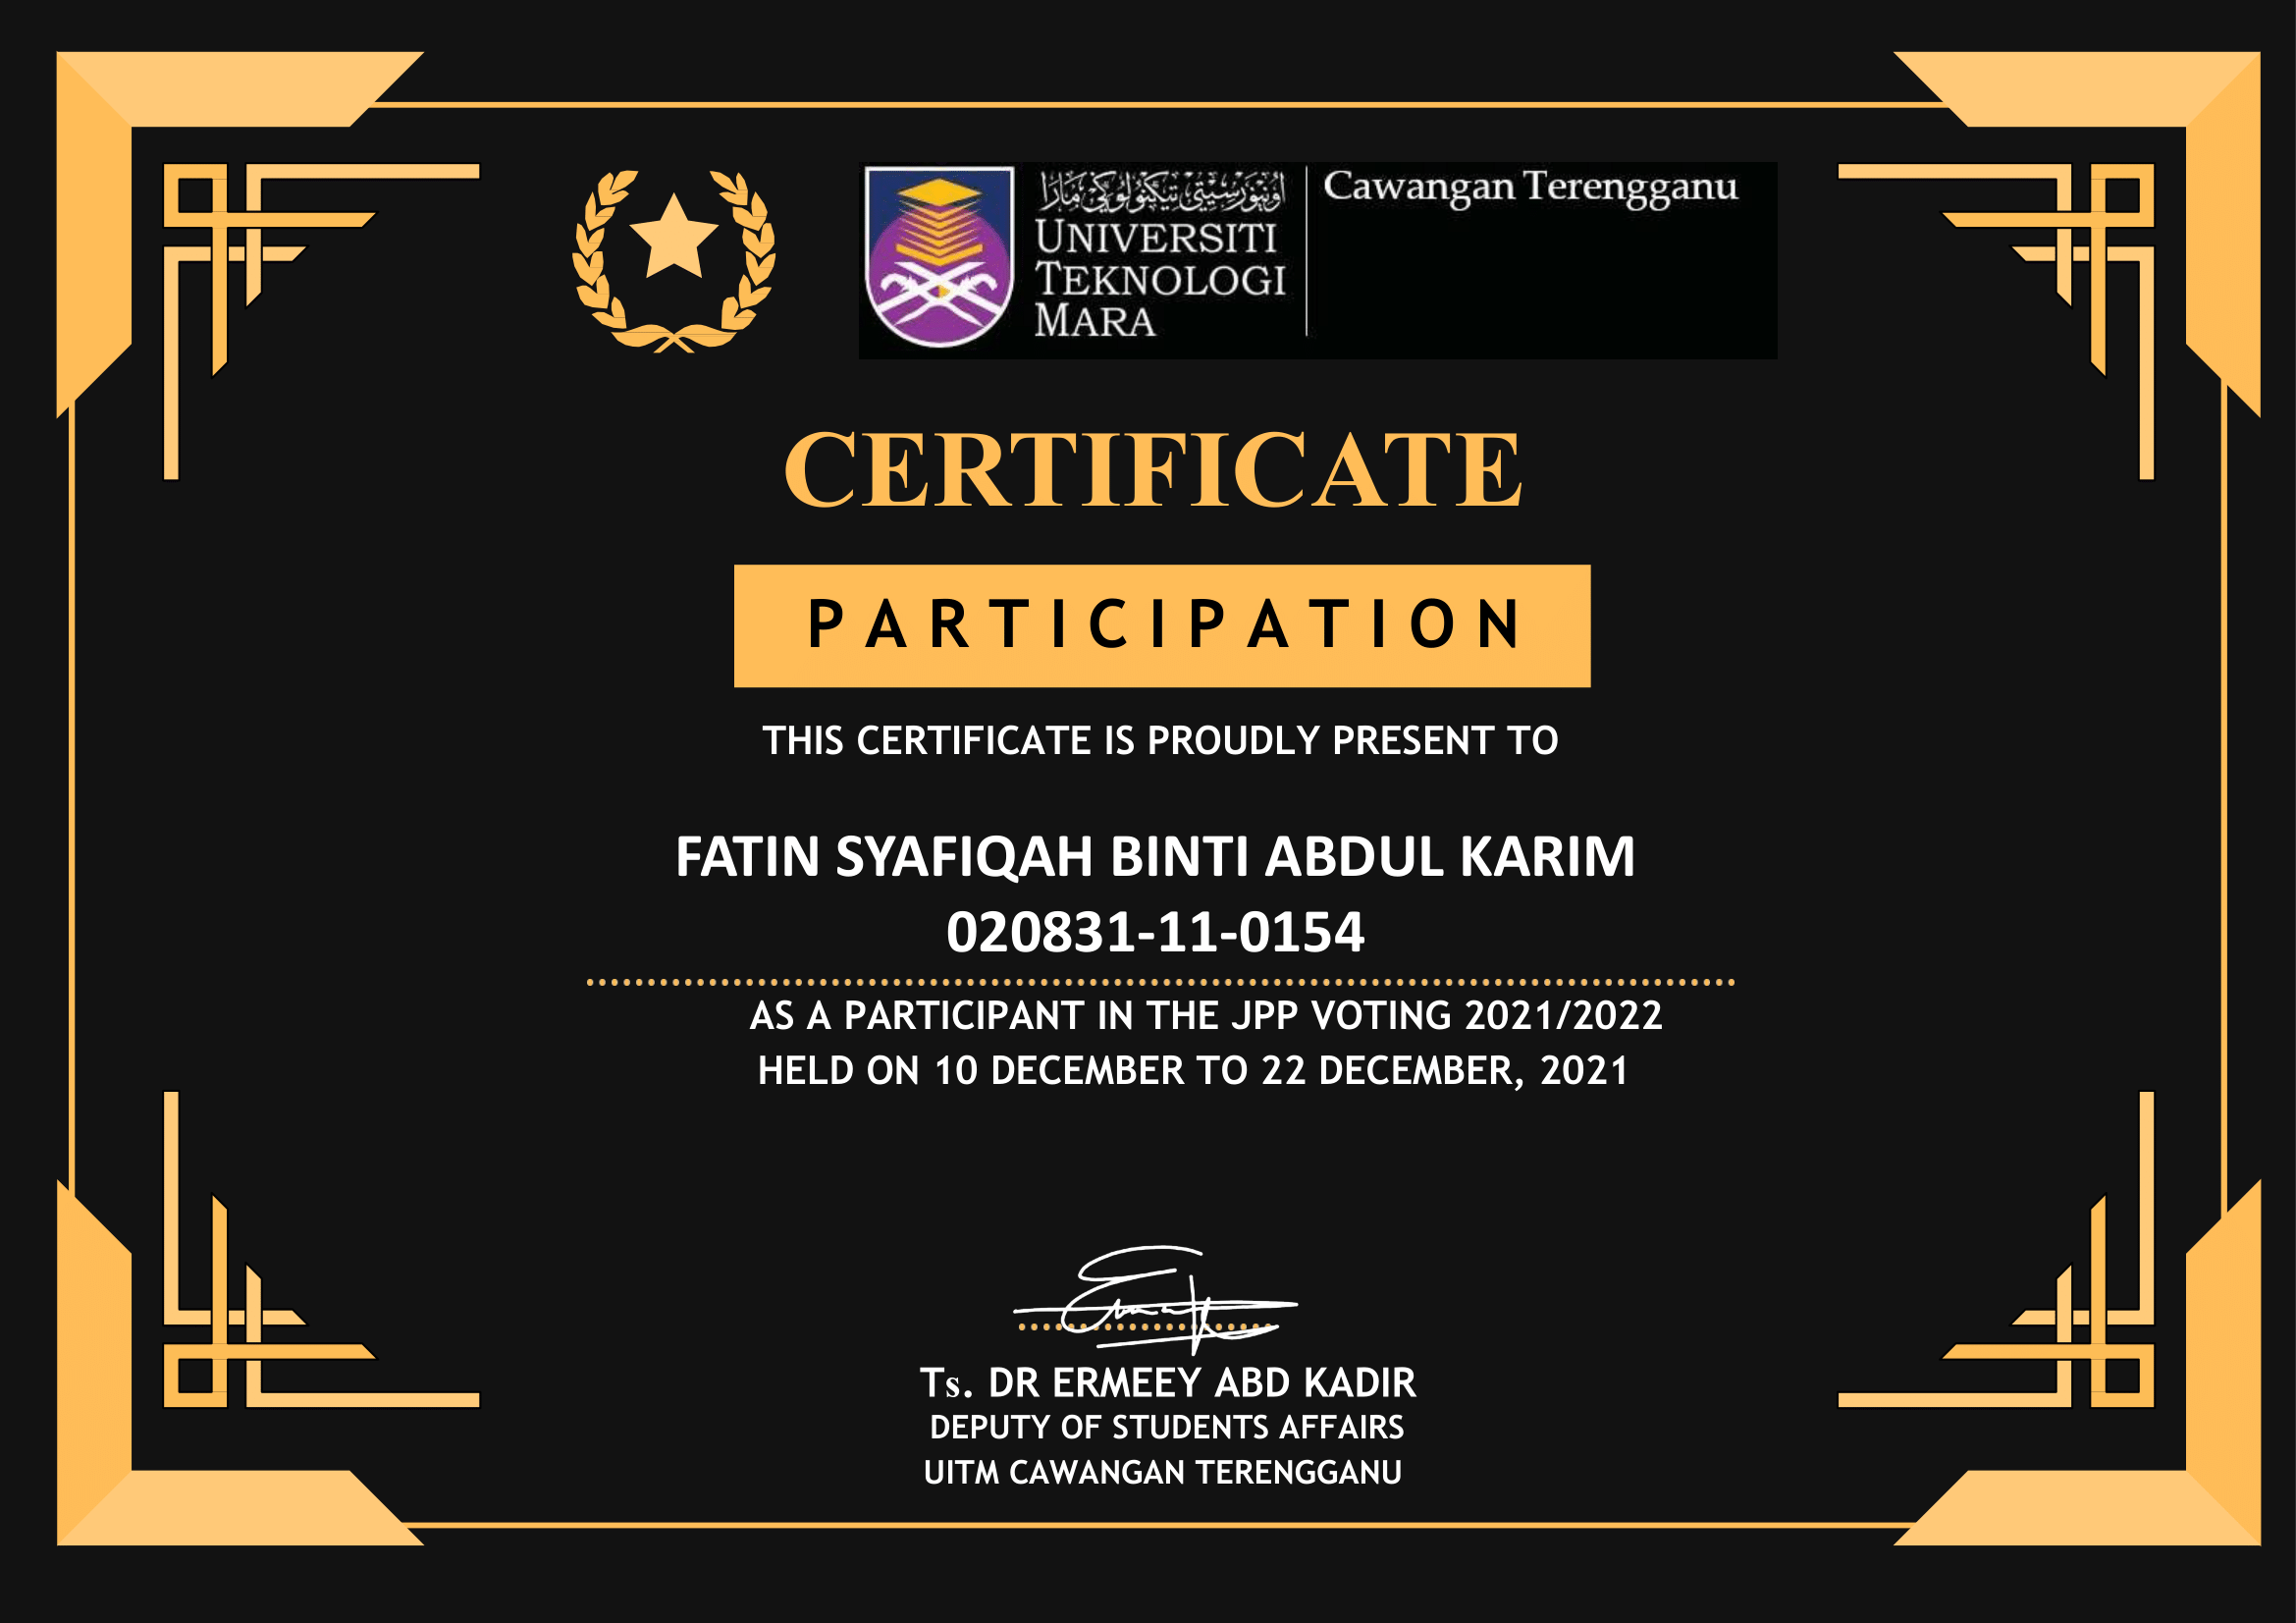 اونيۏرسيتي تيكنولوݢي مارا
UNIVERSITI
TEKNOLOGI
MARA
Cawangan Terengganu
CERTIFICATE
PARTICIPATION
THIS CERTIFICATE IS PROUDLY PRESENT TO
FATIN SYAFIQAH BINTI ABDUL KARIM
020831-11-0154
AS A PARTICIPANT IN THE JPP VOTING 2021/2022
HELD ON 10 DECEMBER TO 22 DECEMBER, 2021
Ts. DR ERMEEY ABD KADIR
DEPUTY OF STUDENTS AFFAIRS
UITM CAWANGAN TERENGGANU